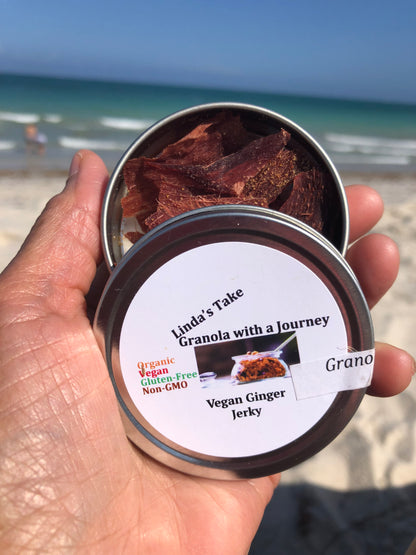 Linda's Take
Granola with a Journey
Organic
Vegan
Gluten-Free
Non-GMO
Vegan Ginger
Jerky
Grano